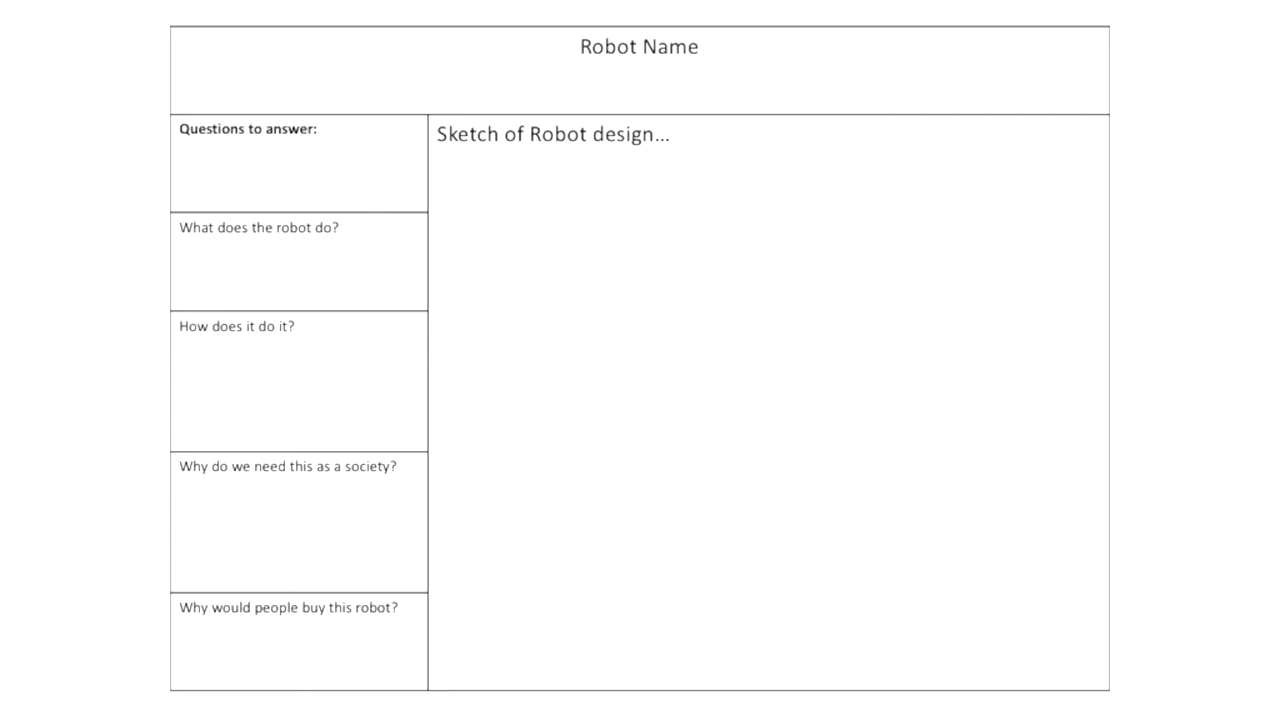 Robot Name
Questions to answer:
Sketch of Robot design...
What does the robot do?
How does it do it?
Why do we need this as a society?
Why would people buy this robot?